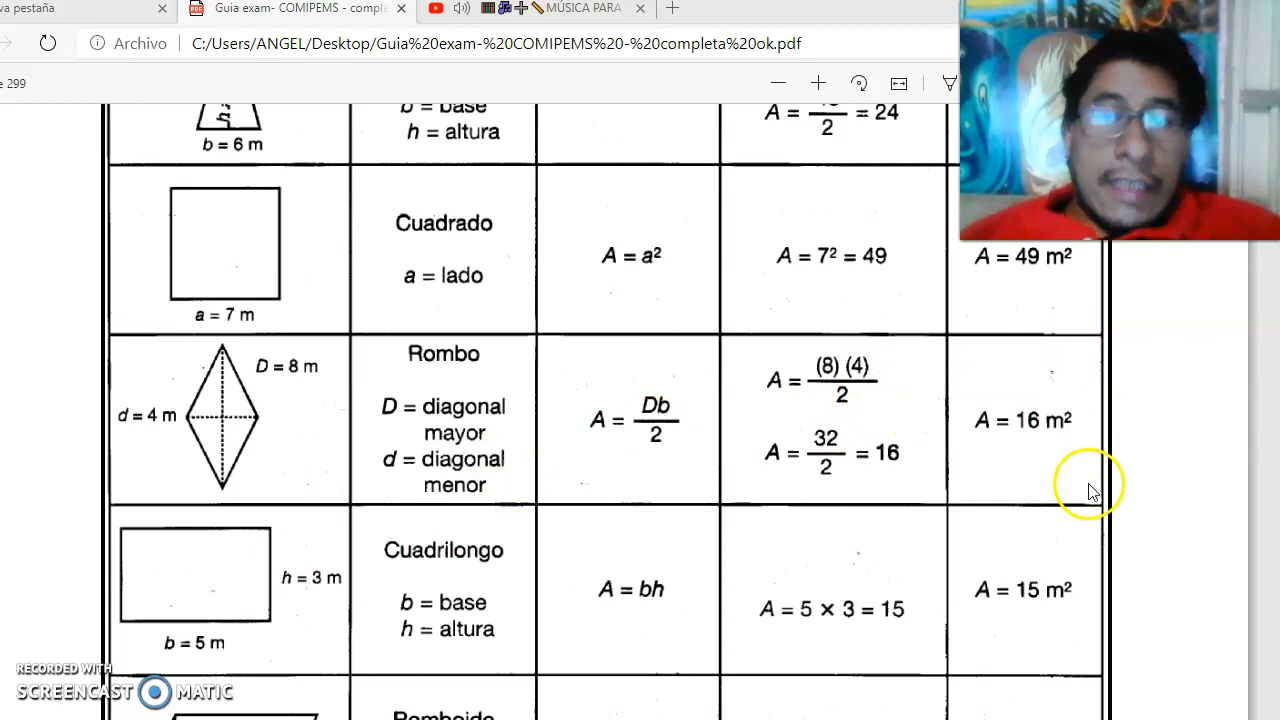 va pestaña
Guia exam- COMIPEMS - comple
MÚSICA PARA
Archivo
C:/Users/ANGEL/Desktop/Guia%20exam-%20COMIPEMS%20-%20completa%20ok.pdf
e 299
b = 6 m
b = base
h = altura
A = 48/2 = 24
a = 7 m
Cuadrado
a = lado
A = a²
A = 7² = 49
A = 49 m²
D = 8 m
d = 4 m
Rombo
D = diagonal
mayor
d = diagonal
menor
A = Db/2
A = (8) (4)/2
A = 32/2 = 16
A = 16 m²
h = 3 m
b = 5 m
Cuadrilongo
b = base
h = altura
A = bh
A = 5 × 3 = 15
A = 15 m²
Romboide
RECORDED WITH
SCREENCAST MATIC